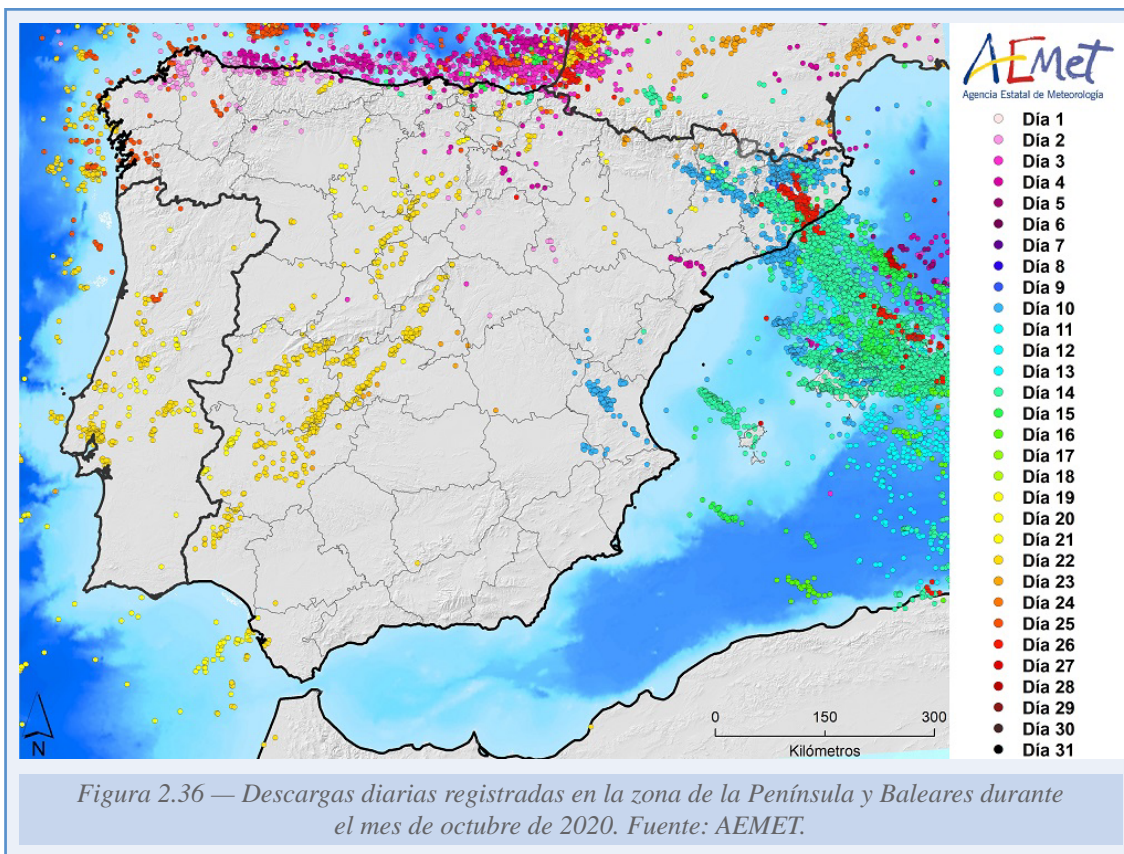 AEmet
Agencia Estatal de Meteorología
Día 1
Día 2
Día 3
Día 4
Día 5
Día 6
Día 7
Día 8
Día 9
Día 10
Día 11
Día 12
Día 13
Día 14
Día 15
Día 16
Día 17
Día 18
Día 19
Día 20
Día 21
Día 22
Día 23
Día 24
Día 25
Día 26
Día 27
Día 28
Día 29
Día 30
Día 31
N
0 150 300
Kilómetros
Figura 2.36 — Descargas diarias registradas en la zona de la Península y Baleares durante
el mes de octubre de 2020. Fuente: AEMET.